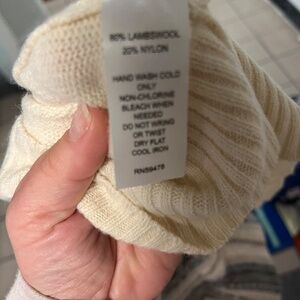 80% LAMBSWOOL
20% NYLON
HAND WASH COLD
ONLY
NON-CHLORINE
BLEACH WHEN
NEEDED
DO NOT WRING
OR TWIST
DRY FLAT
COOL IRON
RN59478